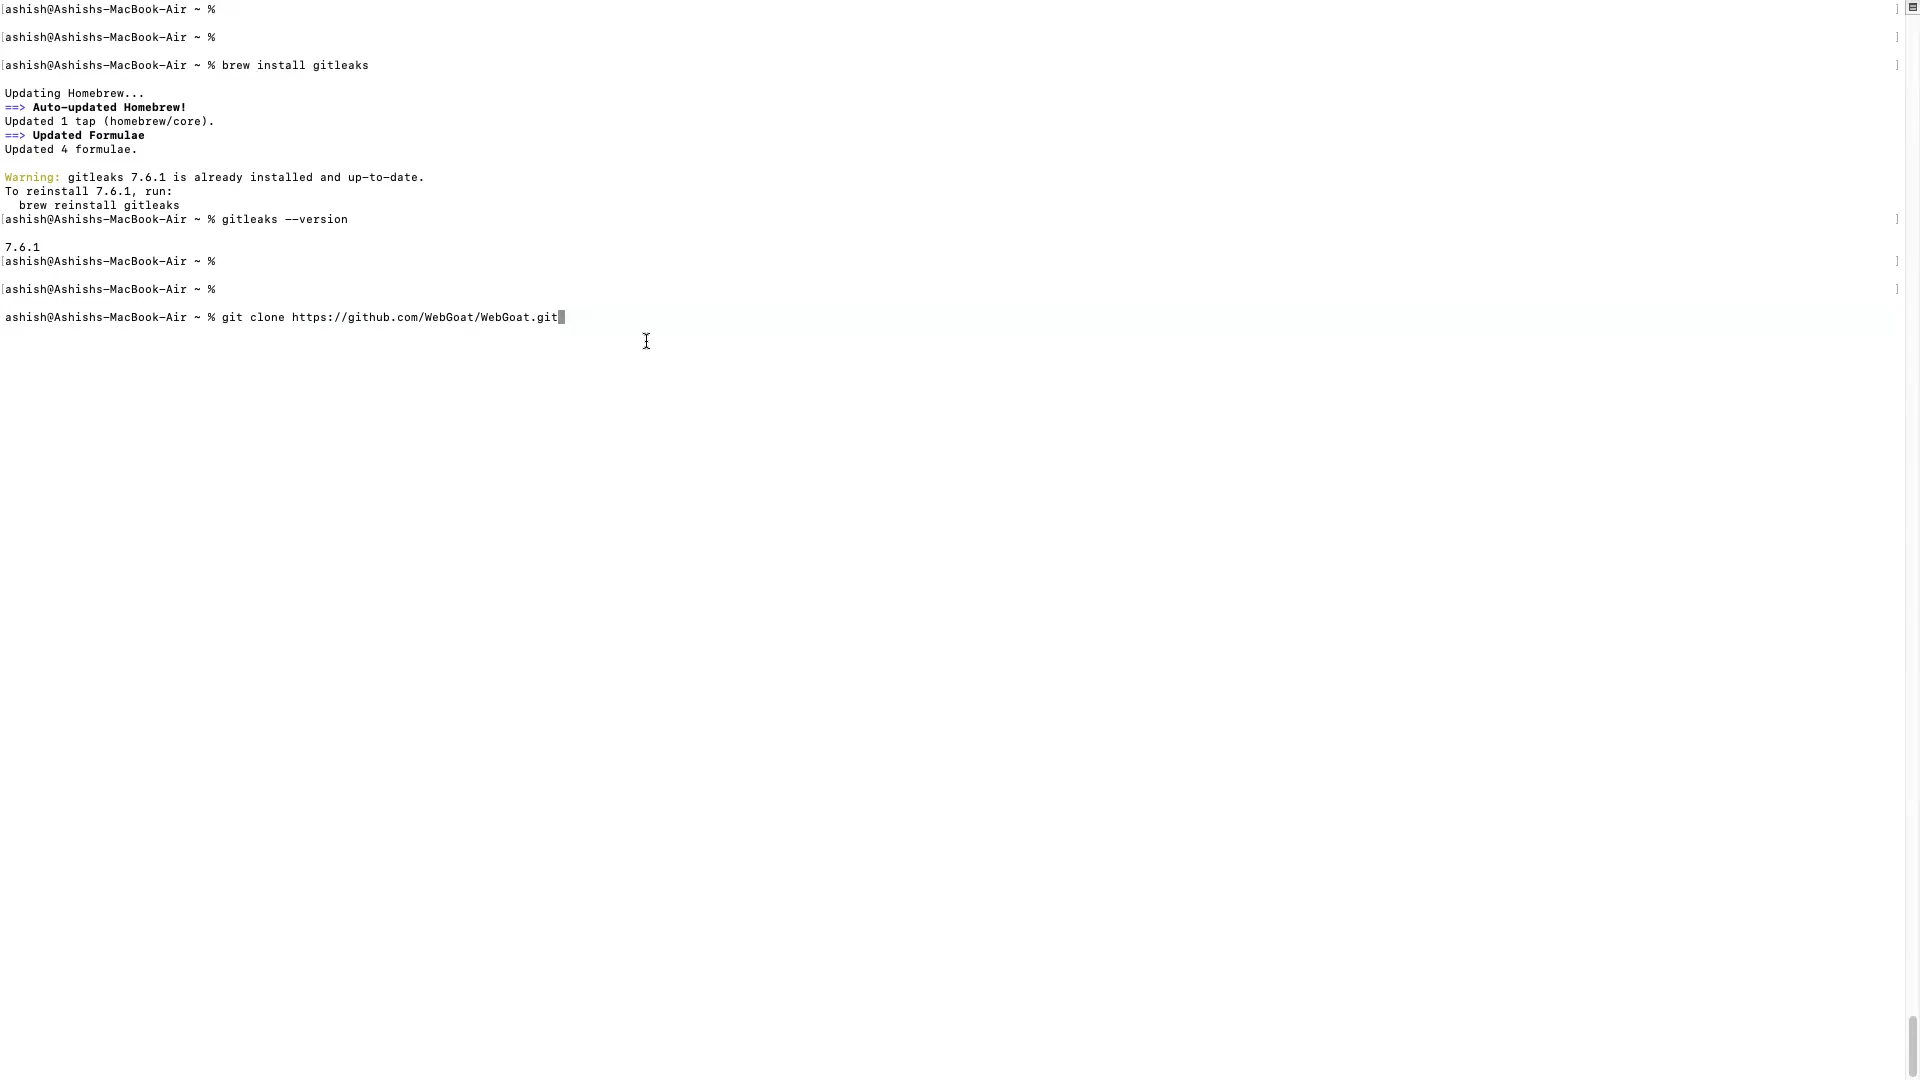 [ashish@Ashishs-MacBook-Air ~ % ]
[ashish@Ashishs-MacBook-Air ~ % ]
[ashish@Ashishs-MacBook-Air ~ % brew install gitleaks ]
Updating Homebrew...
==> Auto-updated Homebrew!
Updated 1 tap (homebrew/core).
==> Updated Formulae
Updated 4 formulae.
Warning: gitleaks 7.6.1 is already installed and up-to-date.
To reinstall 7.6.1, run:
  brew reinstall gitleaks
[ashish@Ashishs-MacBook-Air ~ % gitleaks --version ]
7.6.1
[ashish@Ashishs-MacBook-Air ~ % ]
[ashish@Ashishs-MacBook-Air ~ % ]
ashish@Ashishs-MacBook-Air ~ % git clone https://github.com/WebGoat/WebGoat.git